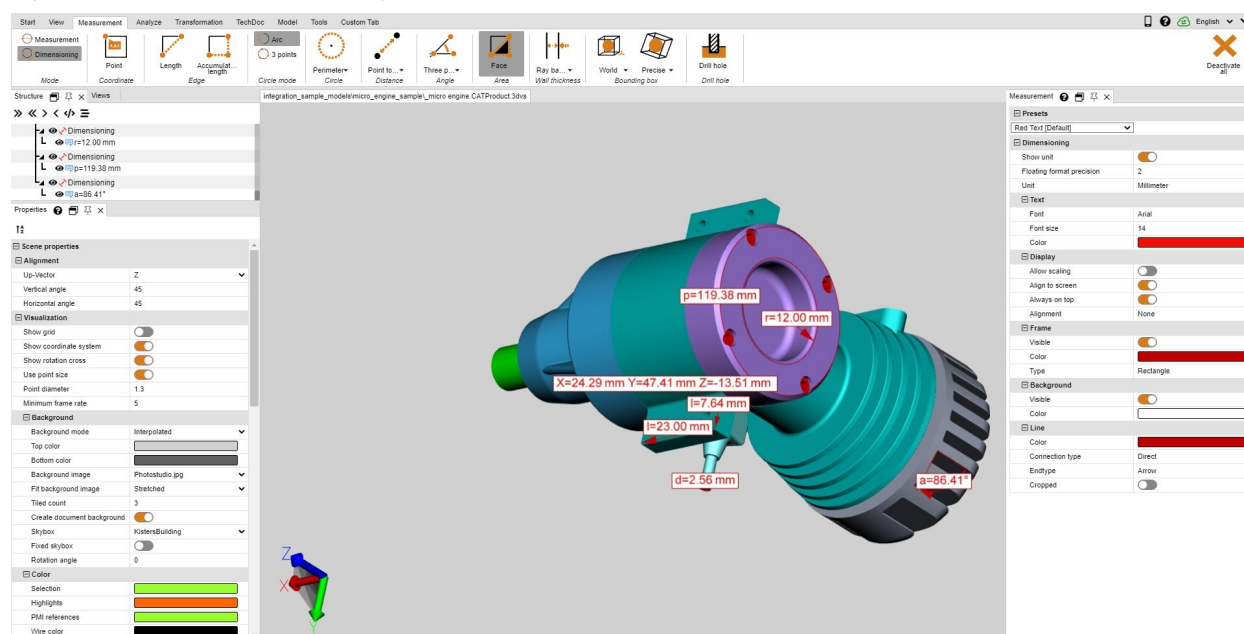 Start View Measurement Analyze Transformation TechDoc Model Tools Custom Tab English
Measurement
Dimensioning
Mode
Point
Coordinate
Length
Accumulat... length
Edge
Arc
3 points
Circle mode
Perimeter
Circle
Point to...
Distance
Three p...
Angle
Face
Area
Ray ba...
Wall thickness
World
Precise
Bounding box
Drill hole
Drill hole
Deactivate all
Structure Views
Dimensioning
r=12.00 mm
Dimensioning
p=119.38 mm
Dimensioning
a=86.41°
Properties
Scene properties
Alignment
Up-Vector Z
Vertical angle 45
Horizontal angle 45
Visualization
Show grid
Show coordinate system
Show rotation cross
Use point size
Point diameter 1.3
Minimum frame rate 5
Background
Background mode Interpolated
Top color
Bottom color
Background image Photostudio.jpg
Fit background image Stretched
Tiled count 3
Create document background
Skybox KistersBuilding
Fixed skybox
Rotation angle 0
Color
Selection
Highlights
PMI references
Wire color
integration_sample_models\micro_engine_sample\_micro engine.CATProduct.3dvs
p=119.38 mm
r=12.00 mm
X=24.29 mm Y=47.41 mm Z=-13.51 mm
l=7.64 mm
l=23.00 mm
d=2.56 mm
a=86.41°
Z
X
Y
Measurement
Presets
Red Text [Default]
Dimensioning
Show unit
Floating format precision 2
Unit Millimeter
Text
Font Arial
Font size 14
Color
Display
Allow scaling
Align to screen
Always on top
Alignment None
Frame
Visible
Color
Type Rectangle
Background
Visible
Color
Line
Color
Connection type Direct
Endtype Arrow
Cropped